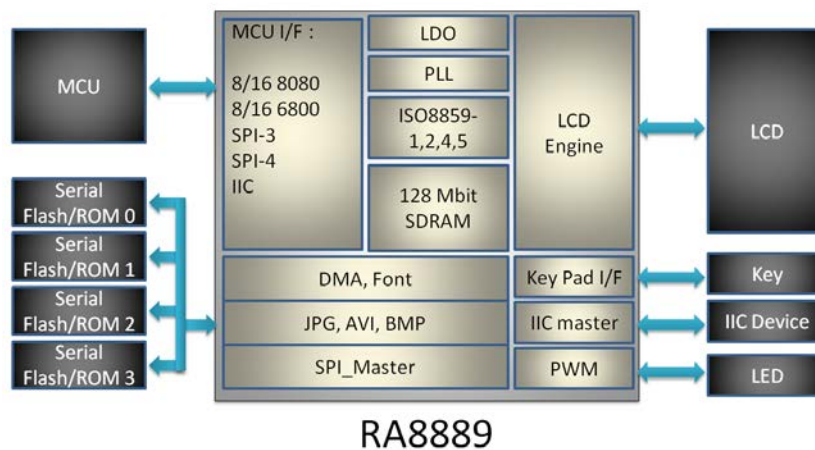 MCU
Serial
Flash/ROM 0
Serial
Flash/ROM 1
Serial
Flash/ROM 2
Serial
Flash/ROM 3
MCU I/F :
8/16 8080
8/16 6800
SPI-3
SPI-4
IIC
LDO
PLL
ISO8859-
1,2,4,5
128 Mbit
SDRAM
LCD
Engine
DMA, Font
JPG, AVI, BMP
SPI_Master
Key Pad I/F
IIC master
PWM
LCD
Key
IIC Device
LED
RA8889